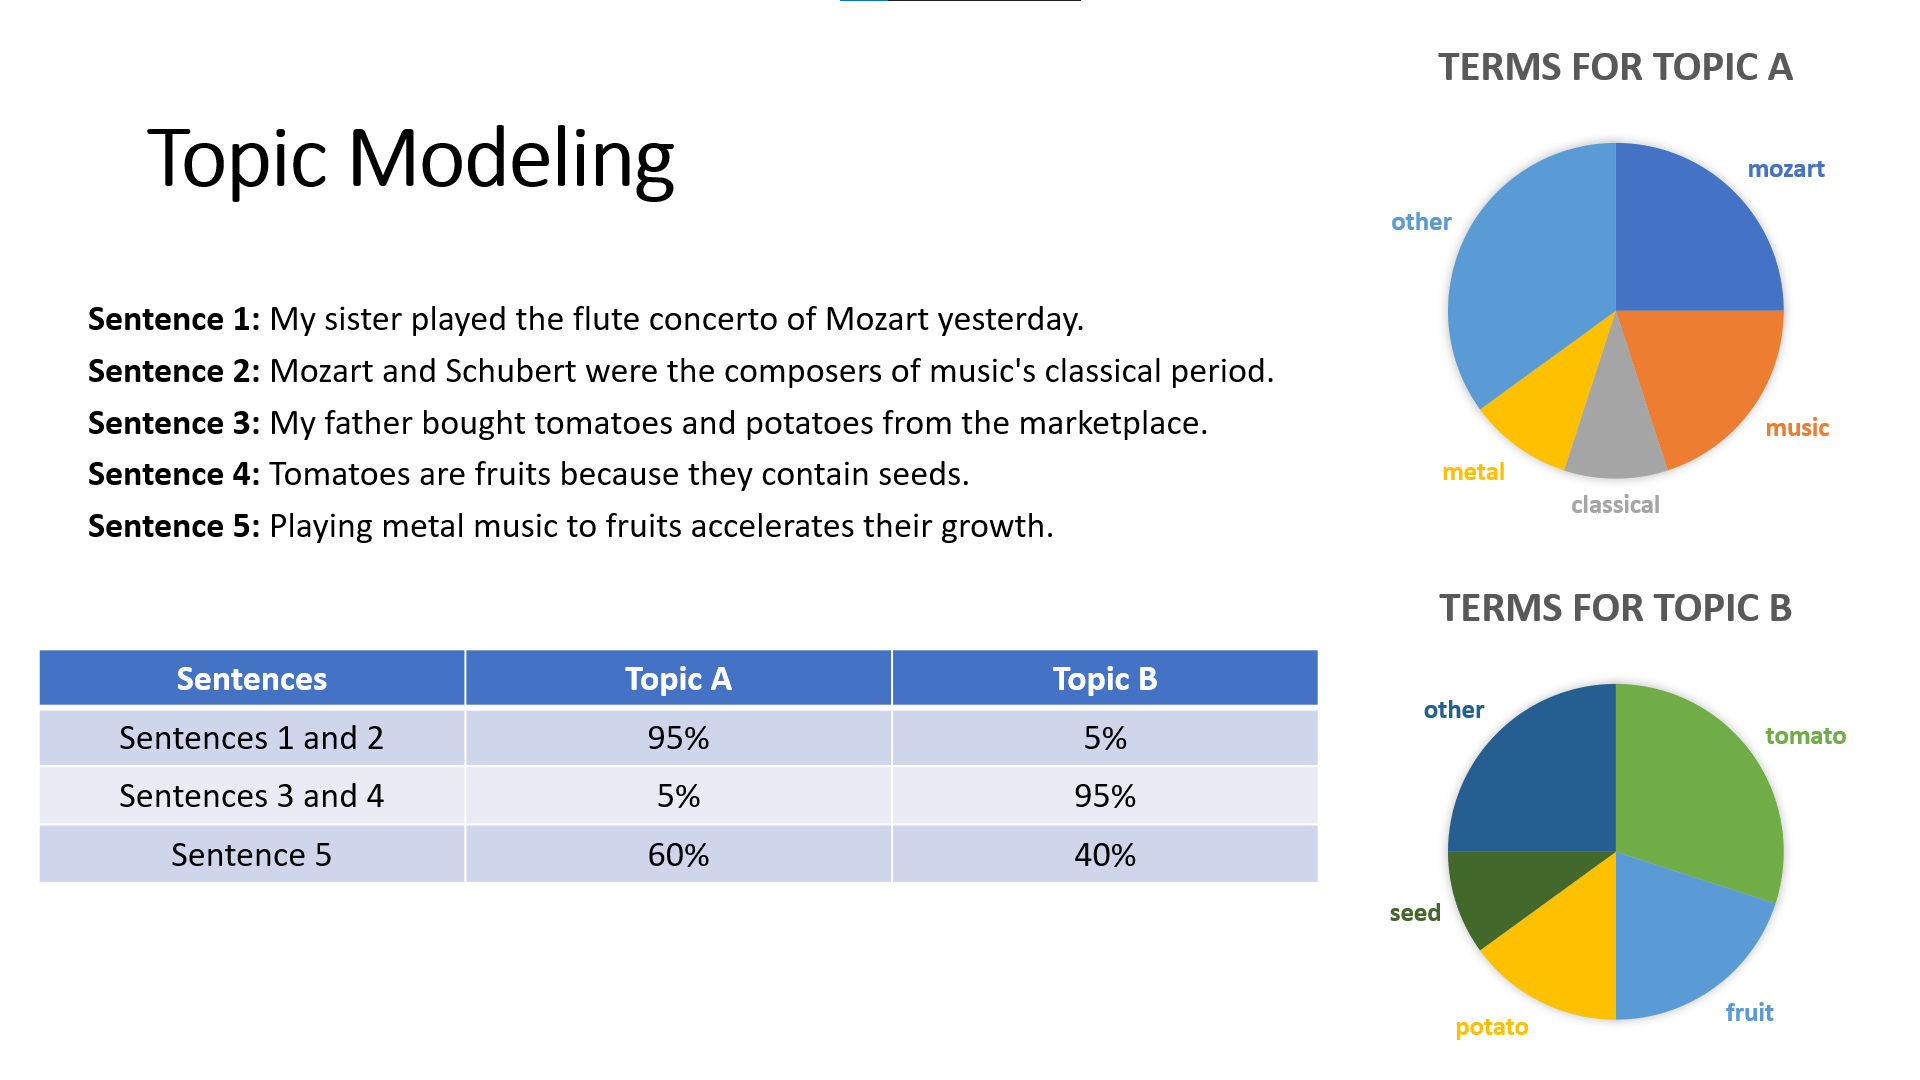 Topic Modeling
Sentence 1: My sister played the flute concerto of Mozart yesterday.
Sentence 2: Mozart and Schubert were the composers of music's classical period.
Sentence 3: My father bought tomatoes and potatoes from the marketplace.
Sentence 4: Tomatoes are fruits because they contain seeds.
Sentence 5: Playing metal music to fruits accelerates their growth.
Sentences Topic A Topic B
Sentences 1 and 2 95% 5%
Sentences 3 and 4 5% 95%
Sentence 5 60% 40%
TERMS FOR TOPIC A
mozart
other
music
metal
classical
TERMS FOR TOPIC B
other
tomato
seed
fruit
potato